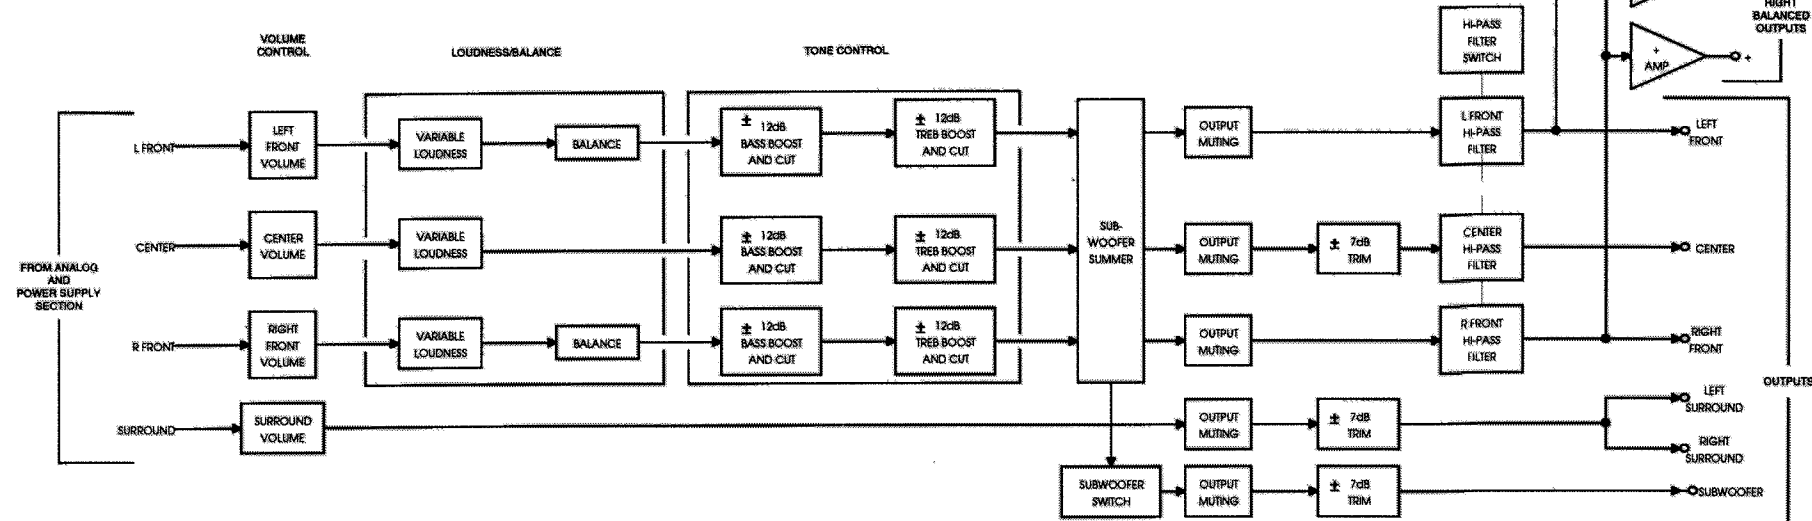 VOLUME
CONTROL
LOUDNESS/BALANCE
TONE CONTROL
HI-PASS
FILTER
SWITCH
+
AMP
+
RIGHT
BALANCED
OUTPUTS
FROM ANALOG
AND
POWER SUPPLY
SECTION
L FRONT
LEFT
FRONT
VOLUME
VARIABLE
LOUDNESS
BALANCE
± 12dB
BASS BOOST
AND CUT
± 12dB
TREB BOOST
AND CUT
SUB-
WOOFER
SUMMER
OUTPUT
MUTING
L FRONT
HI-PASS
FILTER
LEFT
FRONT
CENTER
CENTER
VOLUME
VARIABLE
LOUDNESS
± 12dB
BASS BOOST
AND CUT
± 12dB
TREB BOOST
AND CUT
OUTPUT
MUTING
± 7dB
TRIM
CENTER
HI-PASS
FILTER
CENTER
R FRONT
RIGHT
FRONT
VOLUME
VARIABLE
LOUDNESS
BALANCE
± 12dB
BASS BOOST
AND CUT
± 12dB
TREB BOOST
AND CUT
OUTPUT
MUTING
R FRONT
HI-PASS
FILTER
RIGHT
FRONT
SURROUND
SURROUND
VOLUME
OUTPUT
MUTING
± 7dB
TRIM
LEFT
SURROUND
RIGHT
SURROUND
OUTPUTS
SUBWOOFER
SWITCH
OUTPUT
MUTING
± 7dB
TRIM
SUBWOOFER